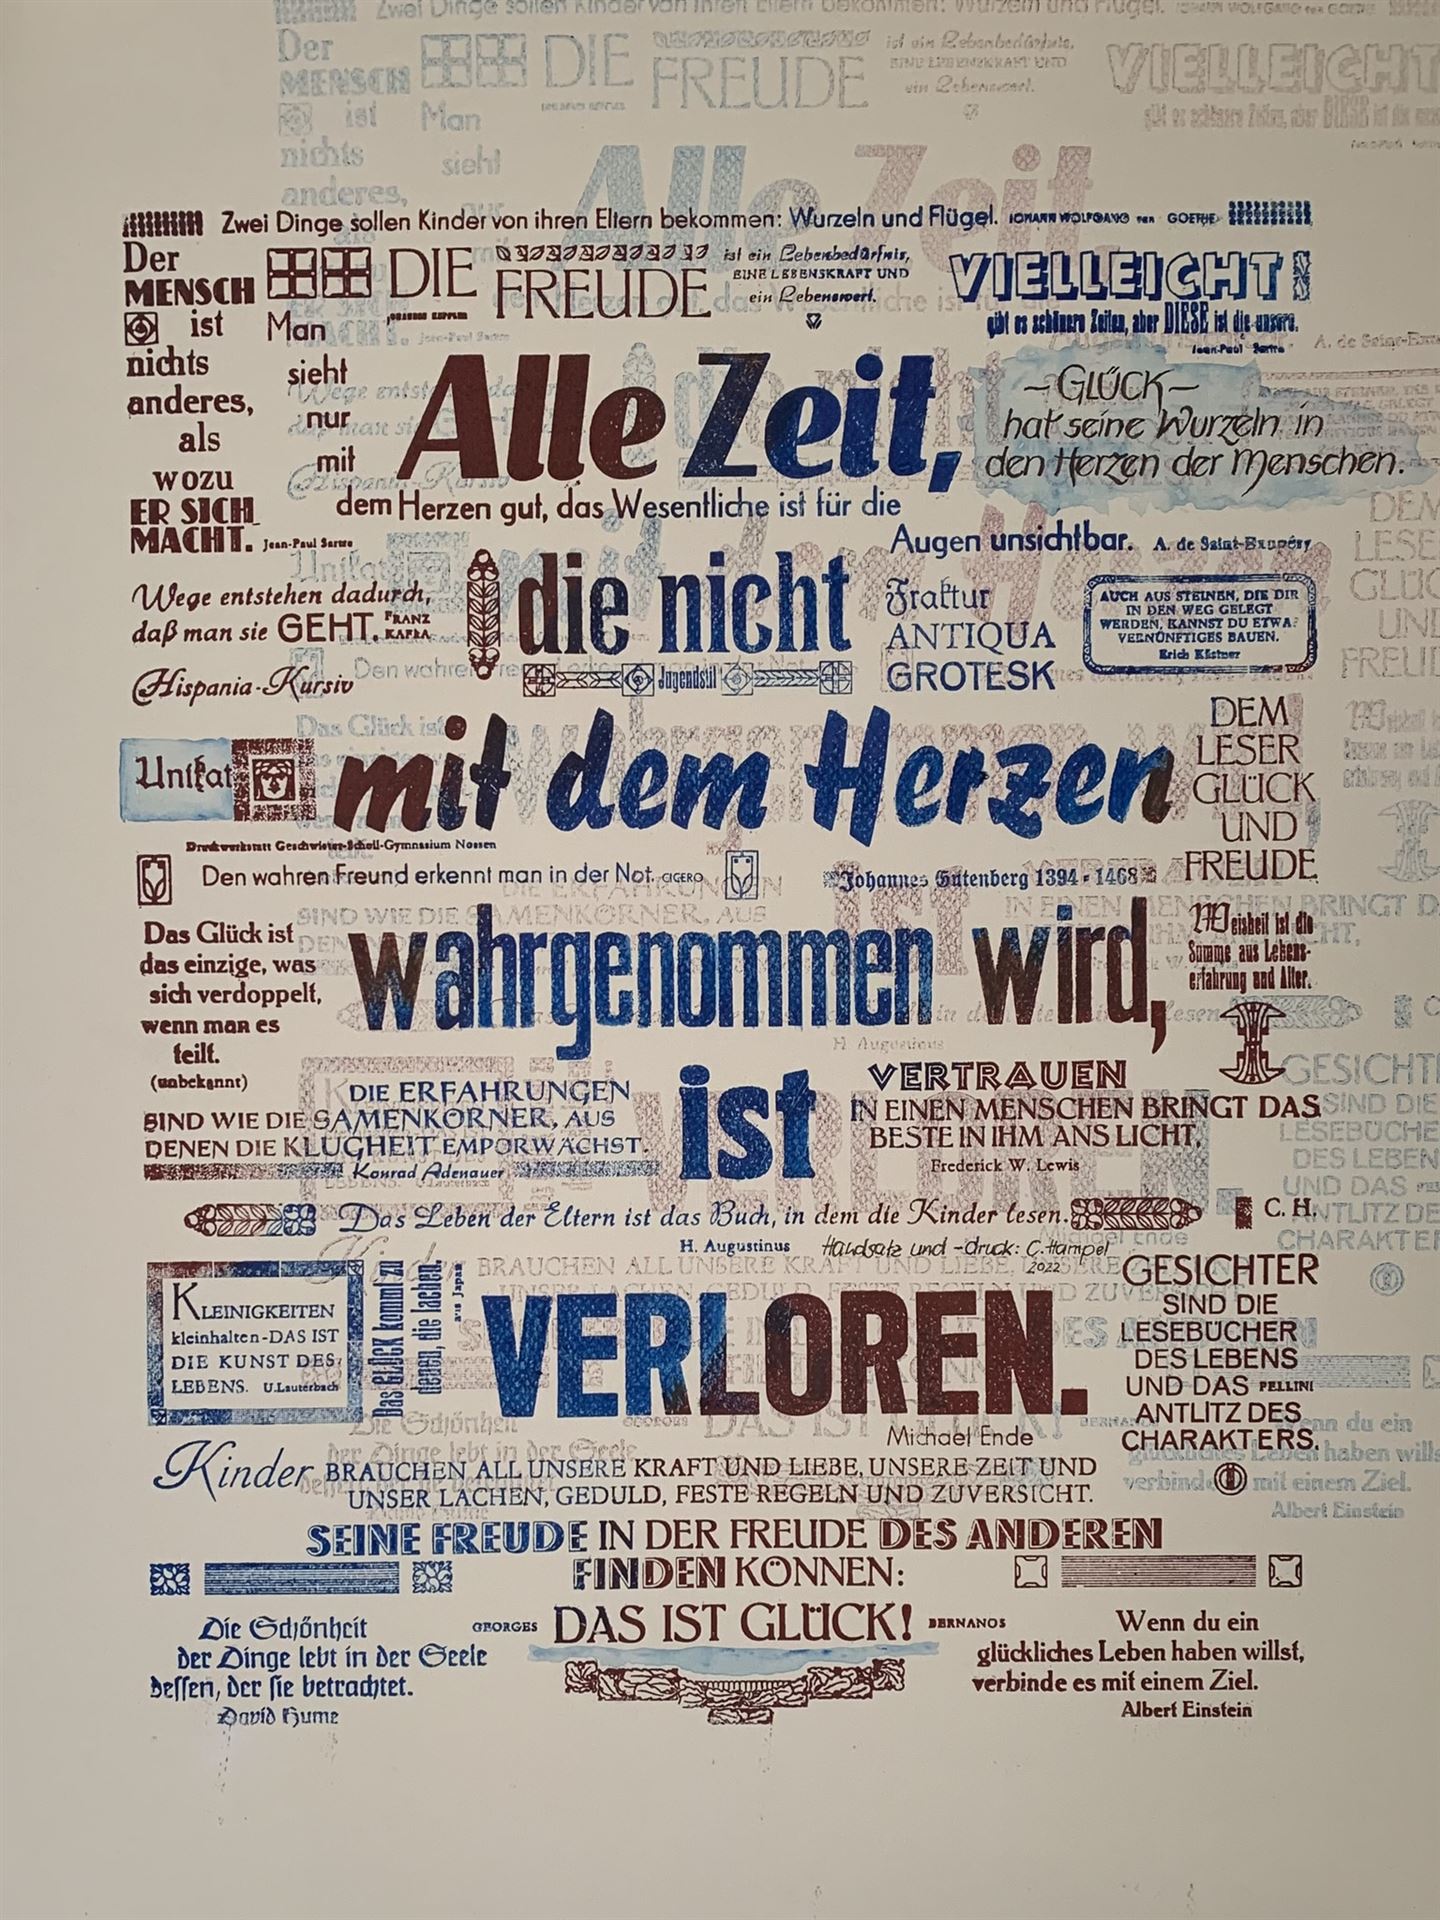 Zwei Dinge sollen Kinder von ihren Eltern bekommen: Wurzeln und Flügel. JOHANN WOLFGANG von GOETHE
Der
MENSCH
ist
nichts
anderes,
als
wozu
ER SICH
MACHT. Jean-Paul Sartre
DIE FREUDE
ist ein Lebensbedürfnis,
EINE LEBENSKRAFT UND
ein Lebenswert.
JOHANNES KEPPLER
VIELLEICHT
gibt es schönere Zeiten, aber DIESE ist die unsere.
Jean-Paul Sartre
Man
sieht
nur
mit
dem Herzen gut, das Wesentliche ist für die
Augen unsichtbar. A. de Saint-Exupéry
Alle Zeit,
– GLÜCK –
hat seine Wurzeln in
den Herzen der Menschen.
Wege entstehen dadurch,
daß man sie GEHT. FRANZ KAFKA
Hispania-Kursiv
die nicht
Jugendstil
Fraktur
ANTIQUA
GROTESK
AUCH AUS STEINEN, DIE DIR
IN DEN WEG GELEGT
WERDEN, KANNST DU ETWAS
VERNÜNFTIGES BAUEN.
Erich Kästner
Unikat
mit dem Herzen
DEM
LESER
GLÜCK
UND
FREUDE
Druckwerkstatt Geschwister-Scholl-Gymnasium Nossen
Den wahren Freund erkennt man in der Not. CICERO
Johannes Gutenberg 1394 - 1468
Das Glück ist
das einzige, was
sich verdoppelt,
wenn man es
teilt.
(unbekannt)
wahrgenommen wird,
Weisheit ist die
Summe aus Lebens-
erfahrung und Alter.
DIE ERFAHRUNGEN
SIND WIE DIE SAMENKÖRNER, AUS
DENEN DIE KLUGHEIT EMPORWÄCHST.
Konrad Adenauer
ist
VERTRAUEN
IN EINEN MENSCHEN BRINGT DAS
BESTE IN IHM ANS LICHT.
Frederick W. Lewis
Das Leben der Eltern ist das Buch, in dem die Kinder lesen.
H. Augustinus
C. H.
Handsatz und -druck: C. Hampel
2022
KLEINIGKEITEN
kleinhalten-DAS IST
DIE KUNST DES
LEBENS. U.Lauterbach
Das GLÜCK kommt zu
denen, die lachen.
aus Japan
VERLOREN.
Michael Ende
GESICHTER
SIND DIE
LESEBÜCHER
DES LEBENS
UND DAS FELLINI
ANTLITZ DES
CHARAKTERS.
Kinder BRAUCHEN ALL UNSERE KRAFT UND LIEBE, UNSERE ZEIT UND
UNSER LACHEN, GEDULD, FESTE REGELN UND ZUVERSICHT.
SEINE FREUDE IN DER FREUDE DES ANDEREN
FINDEN KÖNNEN:
GEORGES DAS IST GLÜCK! BERNANOS
Die Schönheit
der Dinge lebt in der Seele
dessen, der sie betrachtet.
David Hume
Wenn du ein
glückliches Leben haben willst,
verbinde es mit einem Ziel.
Albert Einstein